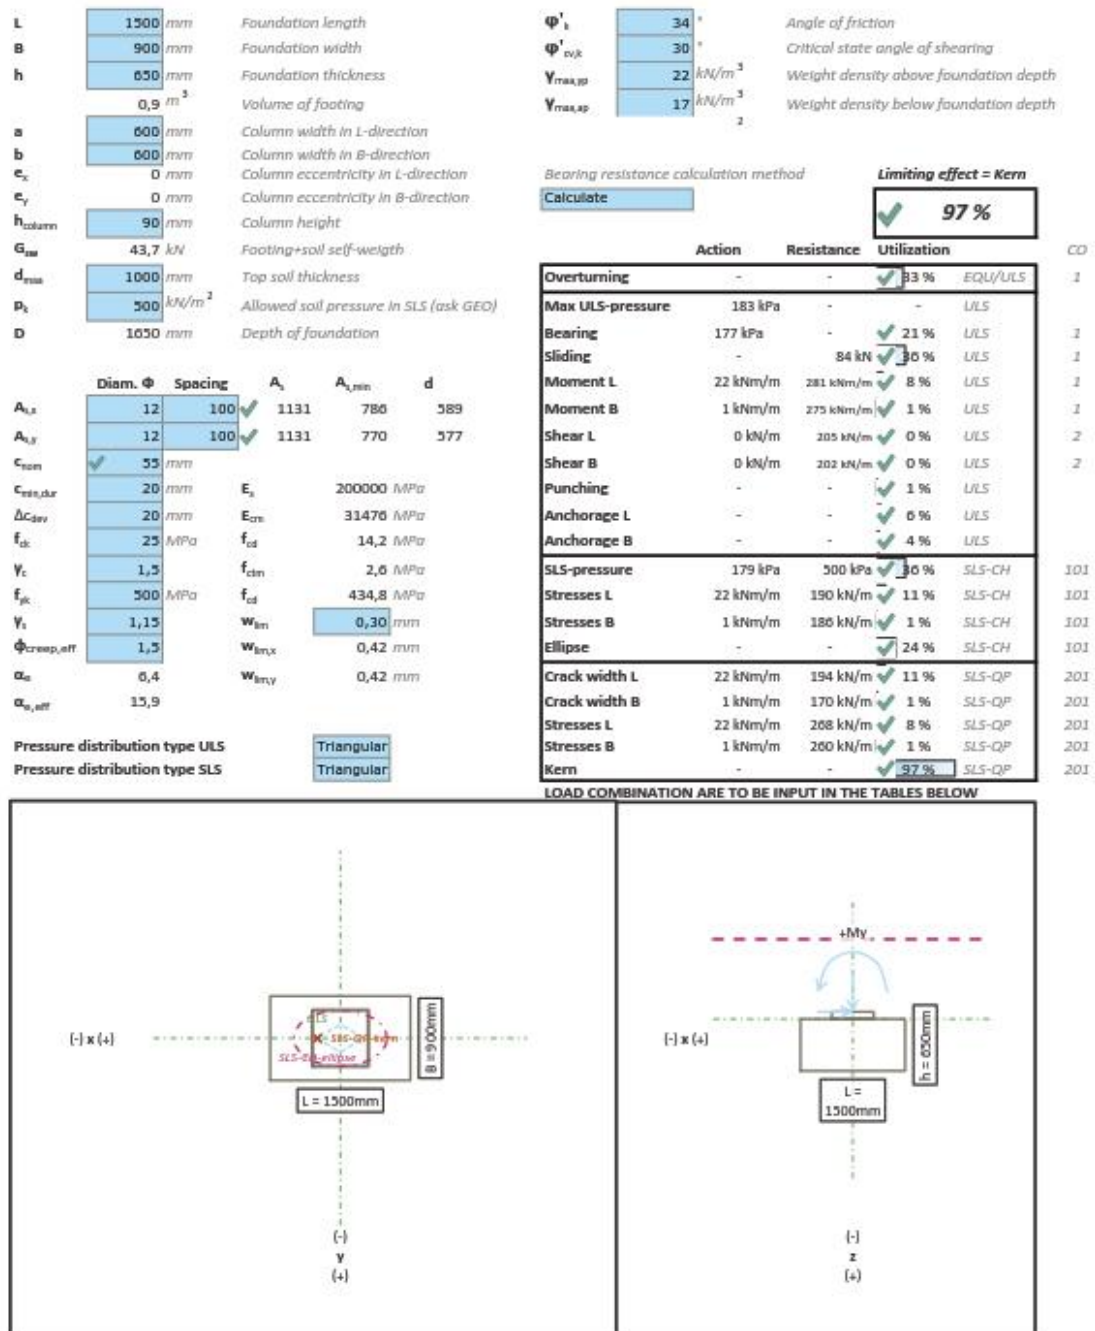 L 1500 mm Foundation length φ'k 34 ° Angle of friction
B 900 mm Foundation width φ'cv,k 30 ° Critical state angle of shearing
h 650 mm Foundation thickness γmax,yp 22 kN/m³ Weight density above foundation depth
0,9 m³ Volume of footing γmax,ap 17 kN/m³ Weight density below foundation depth
2
a 600 mm Column width in L-direction
b 600 mm Column width in B-direction
ex 0 mm Column eccentricity in L-direction Bearing resistance calculation method Limiting effect = Kern
ey 0 mm Column eccentricity in B-direction Calculate 97 %
hcolumn 90 mm Column height
43,7 kN Footing+soil self-weigth Action Resistance Utilization CO
dmaa 1000 mm Top soil thickness Overturning - - 33 % EQU/ULS 1
pk 500 kN/m² Allowed soil pressure in SLS (ask GEO) Max ULS-pressure 183 kPa - - ULS
D 1650 mm Depth of foundation Bearing 177 kPa - 21 % ULS 1
Sliding - 84 kN 36 % ULS 1
Diam. Φ Spacing As As,min d Moment L 22 kNm/m 281 kNm/m 8 % ULS 1
As,x 12 100 1131 786 589 Moment B 1 kNm/m 275 kNm/m 1 % ULS 1
As,y 12 100 1131 770 577 Shear L 0 kN/m 205 kN/m 0 % ULS 2
cnom 55 mm Shear B 0 kN/m 202 kN/m 0 % ULS 2
cmin,dur 20 mm Es 200000 MPa Punching - - 1 % ULS
Δcdev 20 mm Ecm 31476 MPa Anchorage L - - 6 % ULS
fck 25 MPa fcd 14,2 MPa Anchorage B - - 4 % ULS
γc 1,5 fctm 2,6 MPa SLS-pressure 179 kPa 500 kPa 36 % SLS-CH 101
fyk 500 MPa fcd 434,8 MPa Stresses L 22 kNm/m 190 kN/m 11 % SLS-CH 101
γs 1,15 wlim 0,30 mm Stresses B 1 kNm/m 186 kN/m 1 % SLS-CH 101
ϕcreep,eff 1,5 wlim,x 0,42 mm Ellipse - - 24 % SLS-CH 101
αe 6,4 wlim,y 0,42 mm Crack width L 22 kNm/m 194 kN/m 11 % SLS-QP 201
αe,eff 15,9 Crack width B 1 kNm/m 170 kN/m 1 % SLS-QP 201
Stresses L 22 kNm/m 268 kN/m 8 % SLS-QP 201
Pressure distribution type ULS Triangular Stresses B 1 kNm/m 260 kN/m 1 % SLS-QP 201
Pressure distribution type SLS Triangular Kern - - 97 % SLS-QP 201
LOAD COMBINATION ARE TO BE INPUT IN THE TABLES BELOW
+My
(-) x (+) SLS-QP-kern B = 900mm (-) x (+) h = 650mm
L = 1500mm L = 1500mm
(-) (-)
y z
(+) (+)